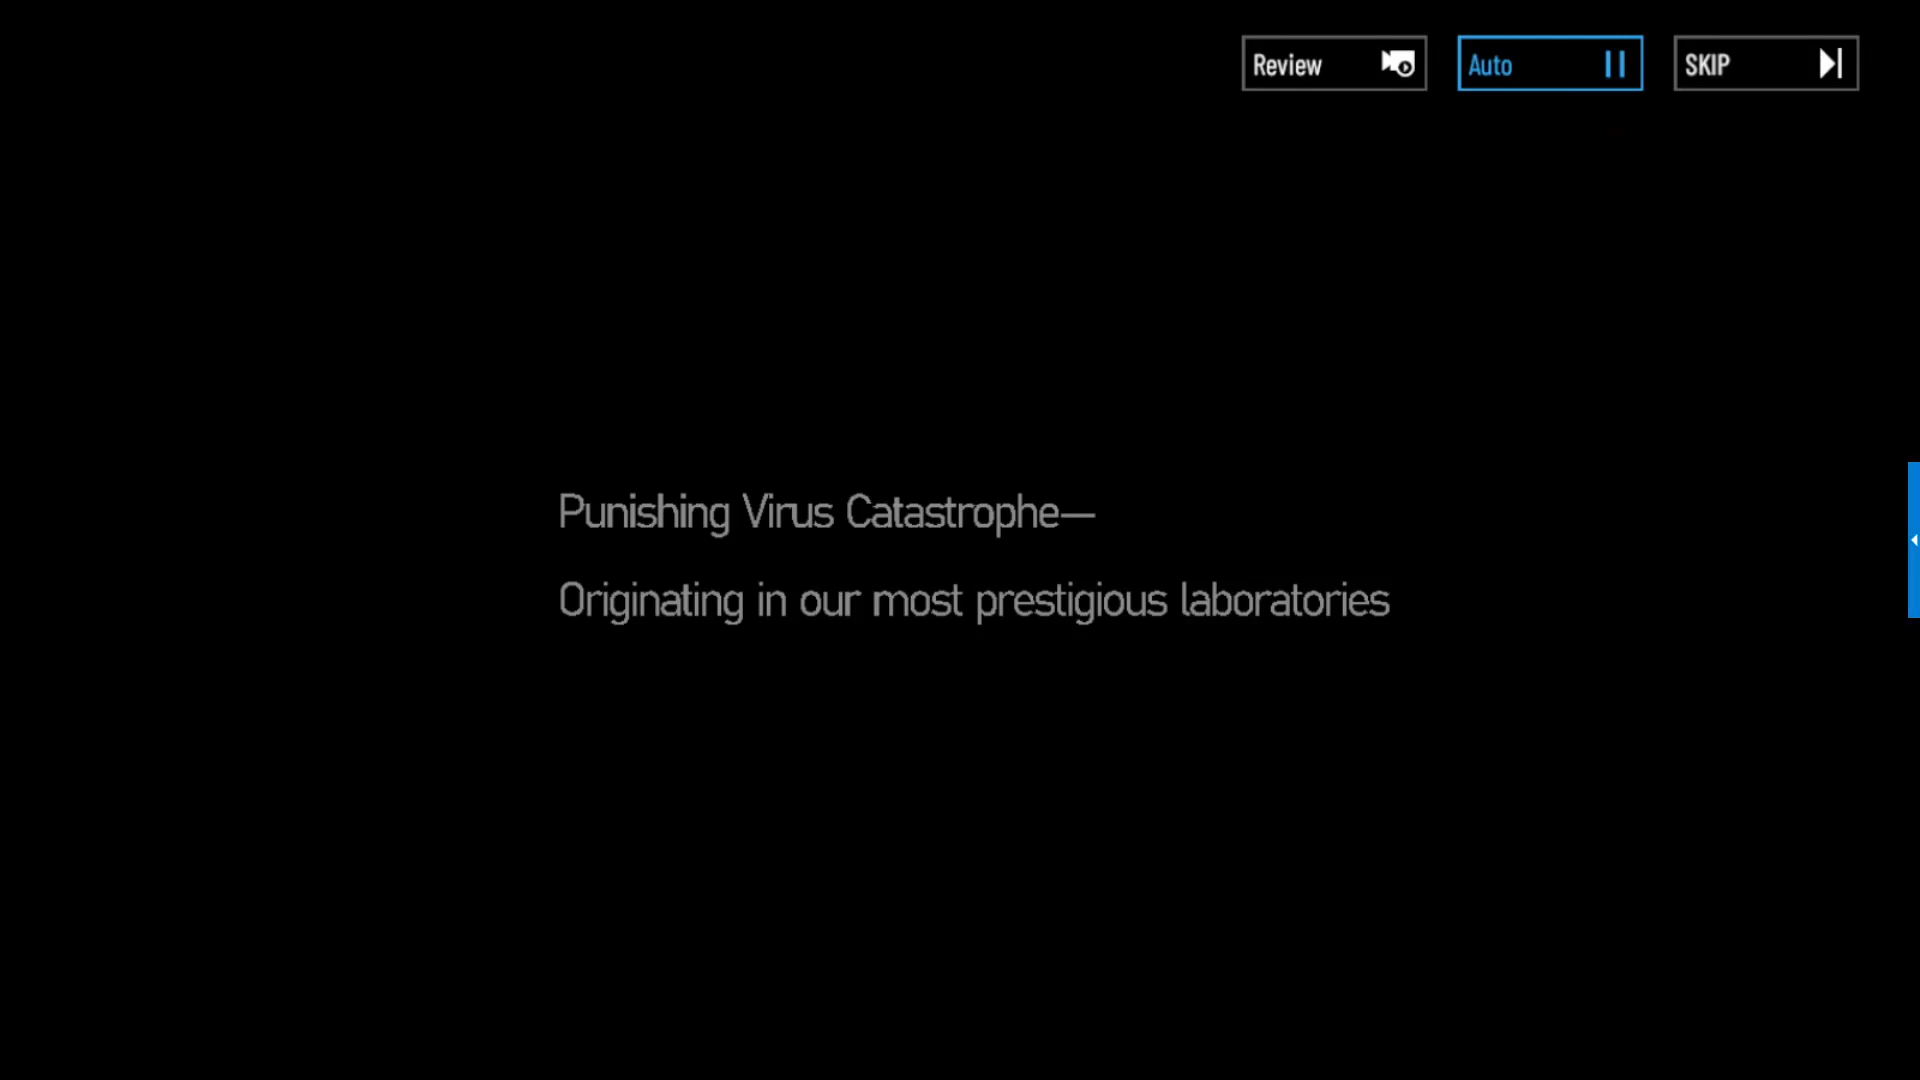 Review
Auto
SKIP
Punishing Virus Catastrophe—
Originating in our most prestigious laboratories